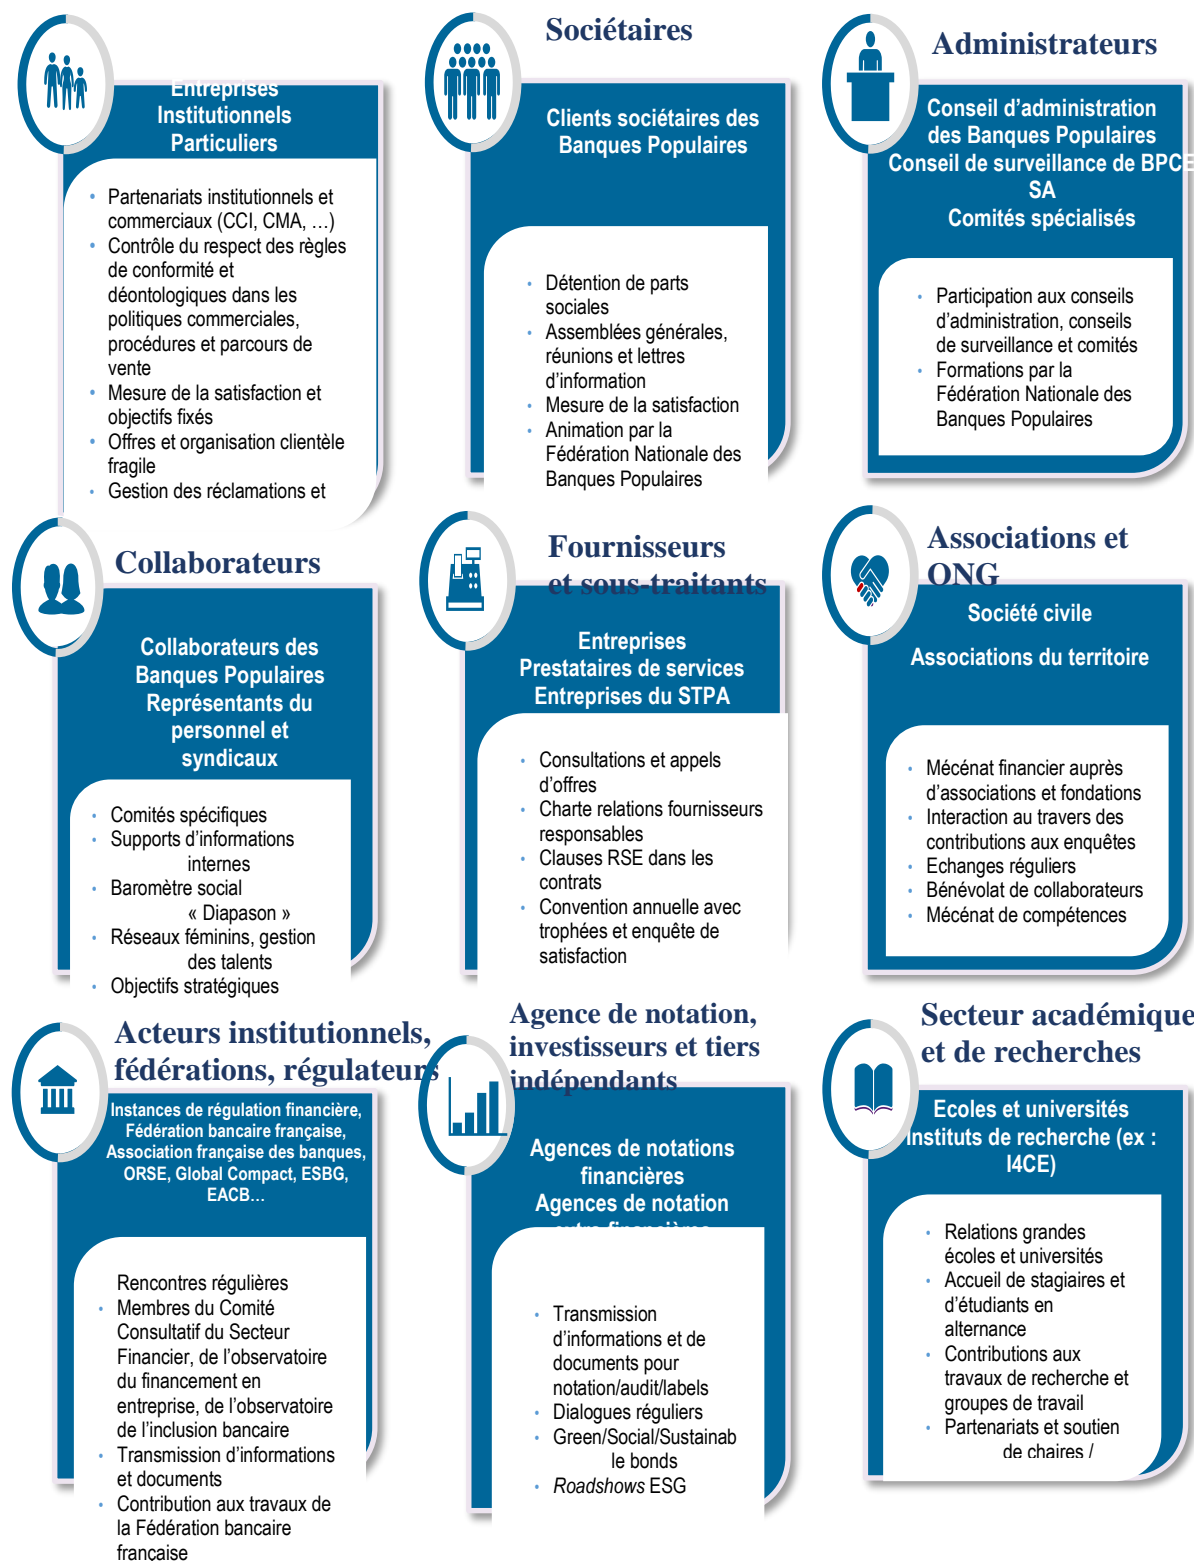 Entreprises
Institutionnels
Particuliers
• Partenariats institutionnels et
commerciaux (CCI, CMA, …)
• Contrôle du respect des règles
de conformité et
déontologiques dans les
politiques commerciales,
procédures et parcours de
vente
• Mesure de la satisfaction et
objectifs fixés
• Offres et organisation clientèle
fragile
• Gestion des réclamations et
Sociétaires
Clients sociétaires des
Banques Populaires
• Détention de parts
sociales
• Assemblées générales,
réunions et lettres
d’information
• Mesure de la satisfaction
• Animation par la
Fédération Nationale des
Banques Populaires
Administrateurs
Conseil d’administration
des Banques Populaires
Conseil de surveillance de BPCE
SA
Comités spécialisés
• Participation aux conseils
d’administration, conseils
de surveillance et comités
• Formations par la
Fédération Nationale des
Banques Populaires
Collaborateurs
Collaborateurs des
Banques Populaires
Représentants du
personnel et
syndicaux
• Comités spécifiques
• Supports d’informations
internes
• Baromètre social
« Diapason »
• Réseaux féminins, gestion
des talents
• Objectifs stratégiques
Fournisseurs
et sous-traitants
Entreprises
Prestataires de services
Entreprises du STPA
• Consultations et appels
d’offres
• Charte relations fournisseurs
responsables
• Clauses RSE dans les
contrats
• Convention annuelle avec
trophées et enquête de
satisfaction
Associations et
ONG
Société civile
Associations du territoire
• Mécénat financier auprès
d’associations et fondations
• Interaction au travers des
contributions aux enquêtes
• Echanges réguliers
• Bénévolat de collaborateurs
• Mécénat de compétences
Acteurs institutionnels,
fédérations, régulateurs
Instances de régulation financière,
Fédération bancaire française,
Association française des banques,
ORSE, Global Compact, ESBG,
EACB…
Rencontres régulières
• Membres du Comité
Consultatif du Secteur
Financier, de l’observatoire
du financement en
entreprise, de l’observatoire
de l’inclusion bancaire
• Transmission d’informations
et documents
• Contribution aux travaux de
la Fédération bancaire
française
Agence de notation,
investisseurs et tiers
indépendants
Agences de notations
financières
Agences de notation
extra financières
• Transmission
d’informations et de
documents pour
notation/audit/labels
• Dialogues réguliers
• Green/Social/Sustainab
le bonds
• Roadshows ESG
Secteur académique
et de recherches
Ecoles et universités
Instituts de recherche (ex :
I4CE)
• Relations grandes
écoles et universités
• Accueil de stagiaires et
d’étudiants en
alternance
• Contributions aux
travaux de recherche et
groupes de travail
• Partenariats et soutien
de chaires /